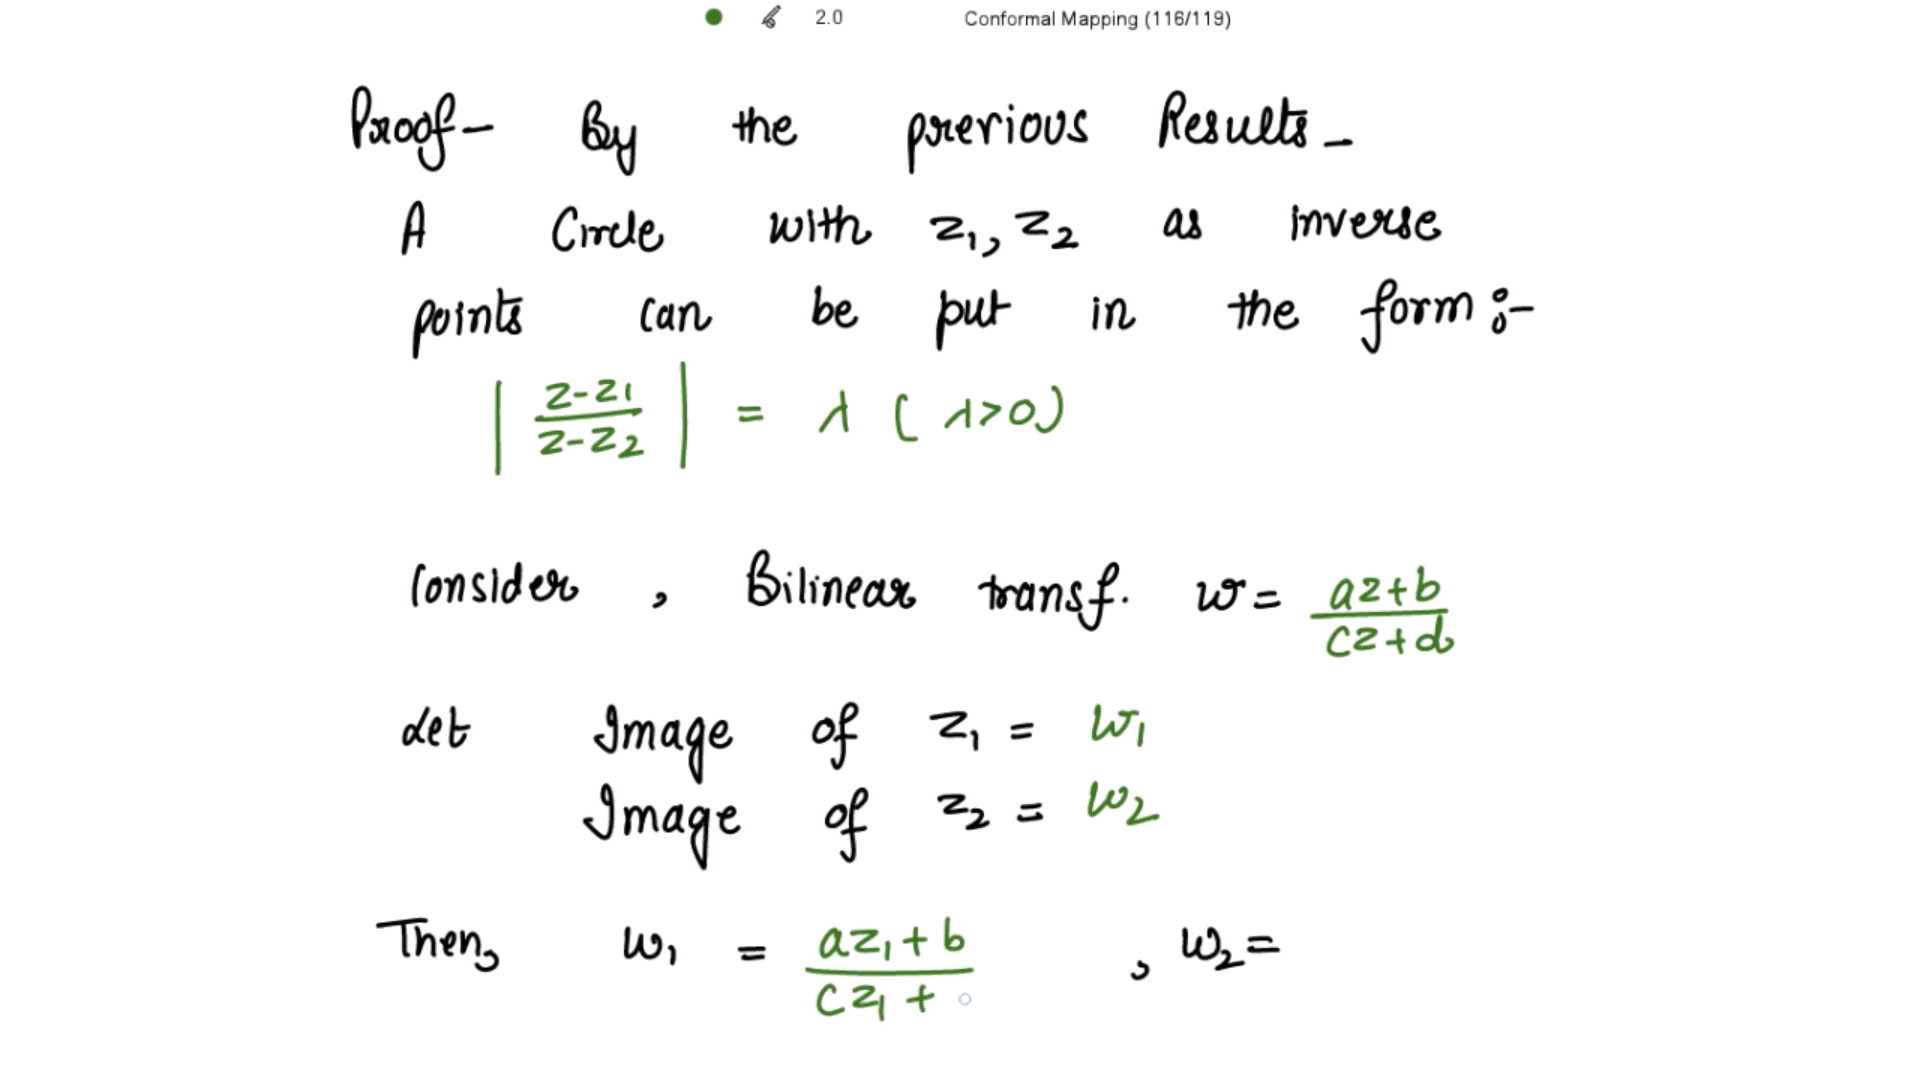 2.0 Conformal Mapping (116/119)
Proof- By the previous Results-
A Circle with z₁, z₂ as inverse
points can be put in the form:-
| (z-z₁)/(z-z₂) | = λ (λ>0)
Consider, Bilinear transf. w = (az+b)/(cz+d)
Let Image of z₁ = w₁
Image of z₂ = w₂
Then, w₁ = (az₁+b)/(cz₁+ , w₂=